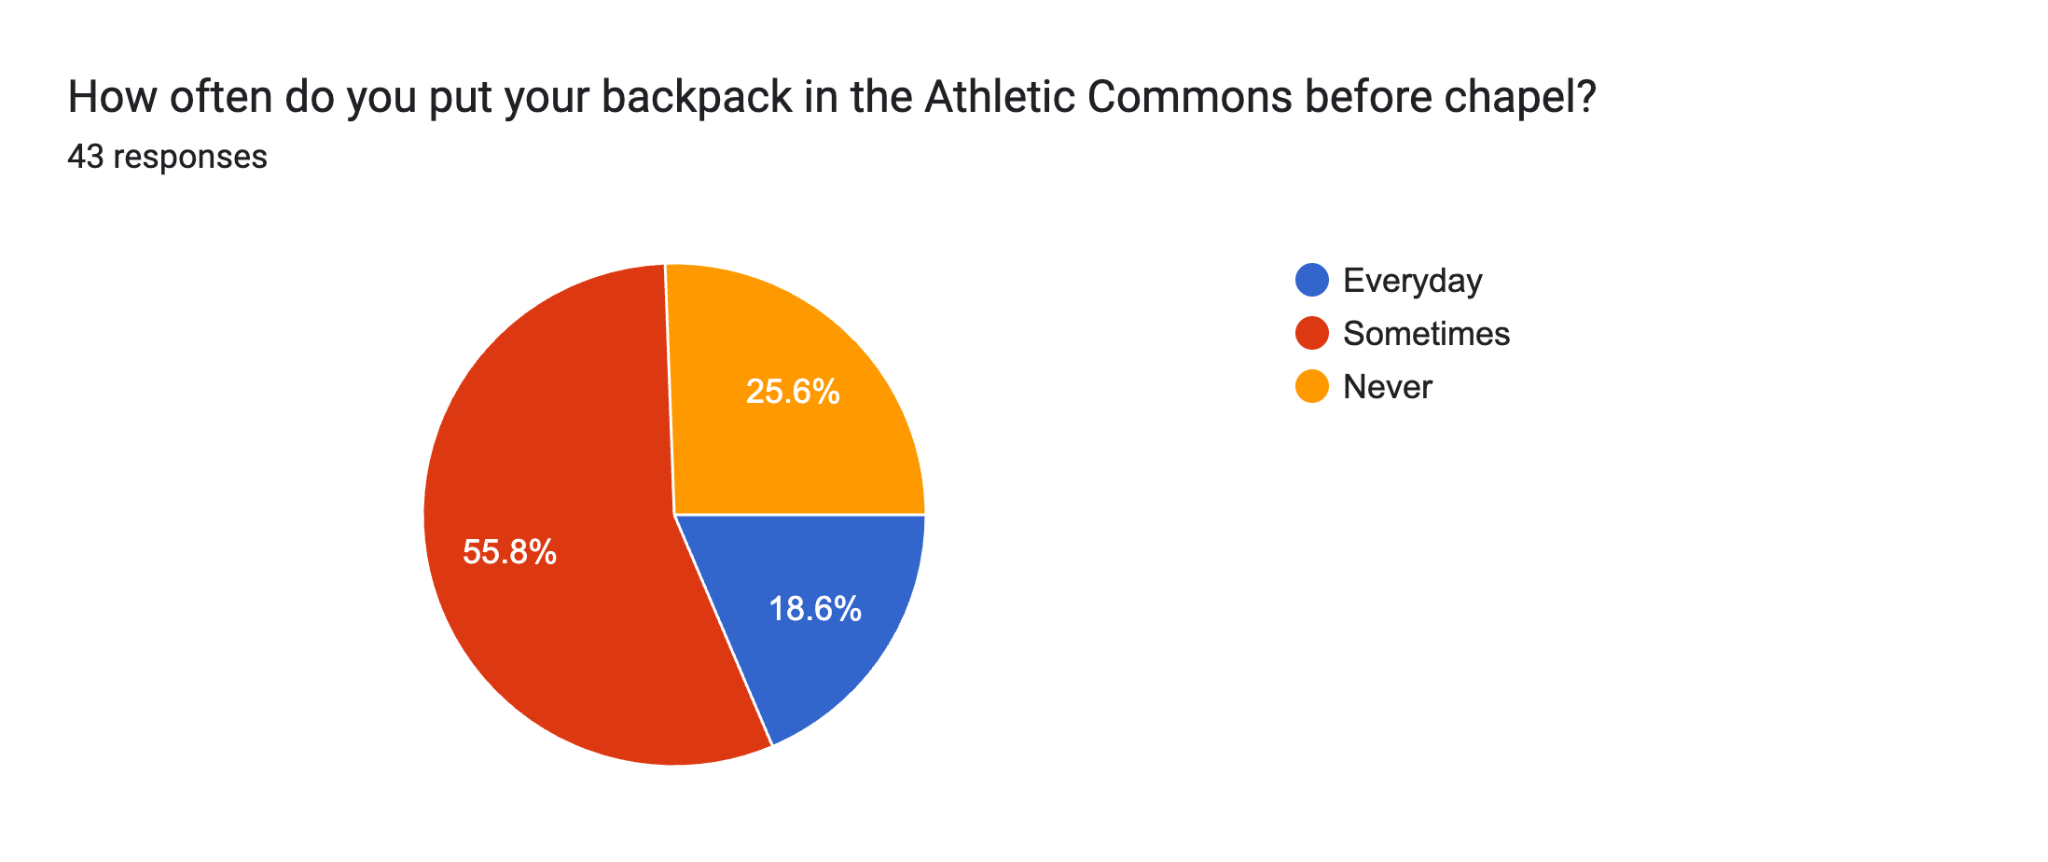 How often do you put your backpack in the Athletic Commons before chapel?
43 responses
Everyday
Sometimes
Never
25.6%
55.8%
18.6%